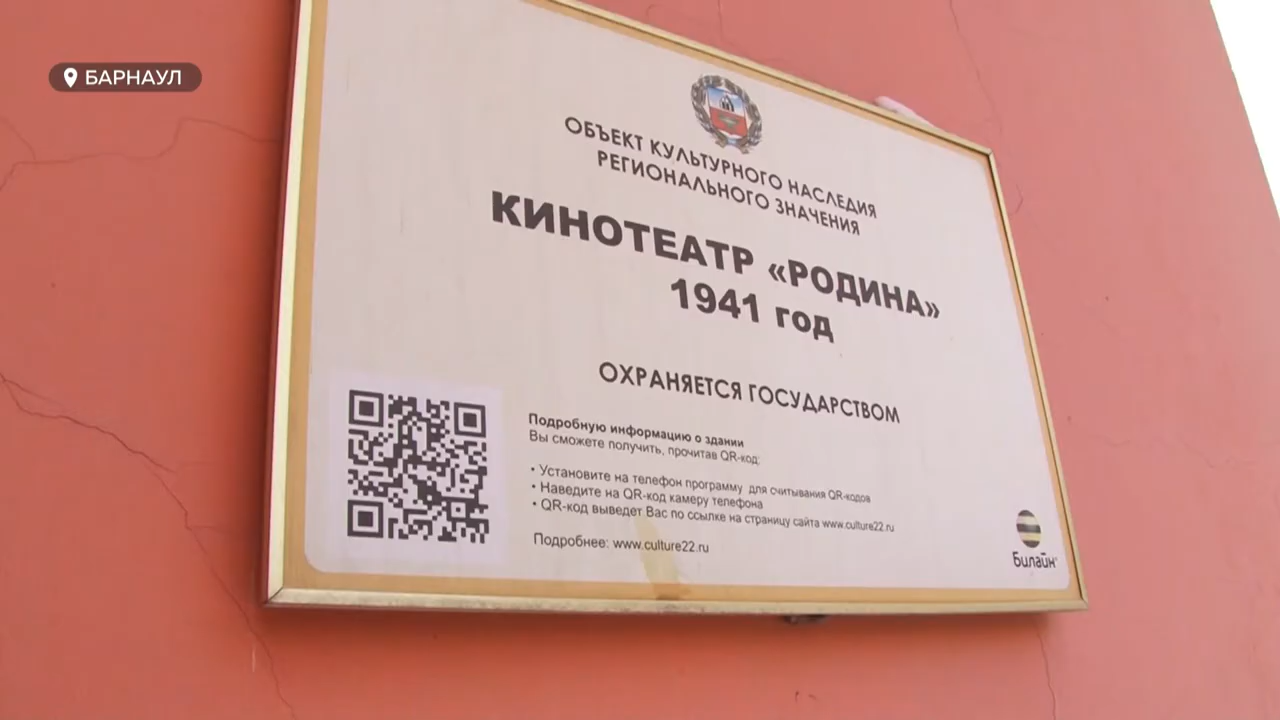 БАРНАУЛ
ОБЪЕКТ КУЛЬТУРНОГО НАСЛЕДИЯ
РЕГИОНАЛЬНОГО ЗНАЧЕНИЯ
КИНОТЕАТР «РОДИНА»
1941 год
ОХРАНЯЕТСЯ ГОСУДАРСТВОМ
Подробную информацию о здании
Вы сможете получить, прочитав QR-код:
• Установите на телефон программу для считывания QR-кодов
• Наведите на QR-код камеру телефона
• QR-код выведет Вас по ссылке на страницу сайта www.culture22.ru
Подробнее: www.culture22.ru
Билайн